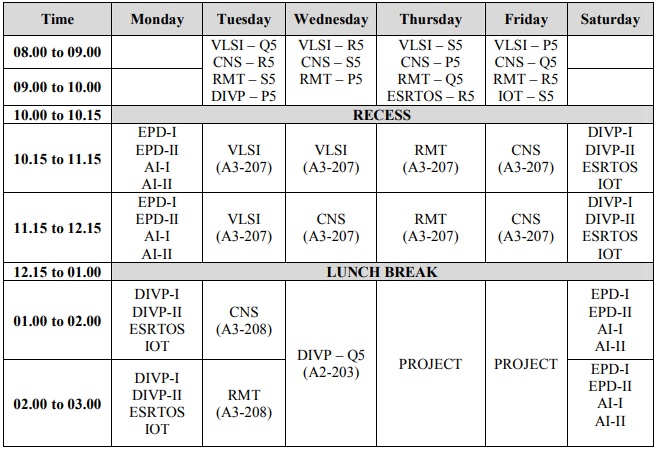 Time Monday Tuesday Wednesday Thursday Friday Saturday
08.00 to 09.00
09.00 to 10.00
VLSI – Q5
CNS – R5
RMT – S5
DIVP – P5
VLSI – R5
CNS – S5
RMT – P5
VLSI – S5
CNS – P5
RMT – Q5
ESRTOS – R5
VLSI – P5
CNS – Q5
RMT – R5
IOT – S5
10.00 to 10.15 RECESS
10.15 to 11.15
EPD-I
EPD-II
AI-I
AI-II
VLSI
(A3-207)
VLSI
(A3-207)
RMT
(A3-207)
CNS
(A3-207)
DIVP-I
DIVP-II
ESRTOS
IOT
11.15 to 12.15
EPD-I
EPD-II
AI-I
AI-II
VLSI
(A3-207)
CNS
(A3-207)
RMT
(A3-207)
CNS
(A3-207)
DIVP-I
DIVP-II
ESRTOS
IOT
12.15 to 01.00 LUNCH BREAK
01.00 to 02.00
DIVP-I
DIVP-II
ESRTOS
IOT
CNS
(A3-208)
DIVP – Q5
(A2-203)
PROJECT
PROJECT
EPD-I
EPD-II
AI-I
AI-II
02.00 to 03.00
DIVP-I
DIVP-II
ESRTOS
IOT
RMT
(A3-208)
EPD-I
EPD-II
AI-I
AI-II